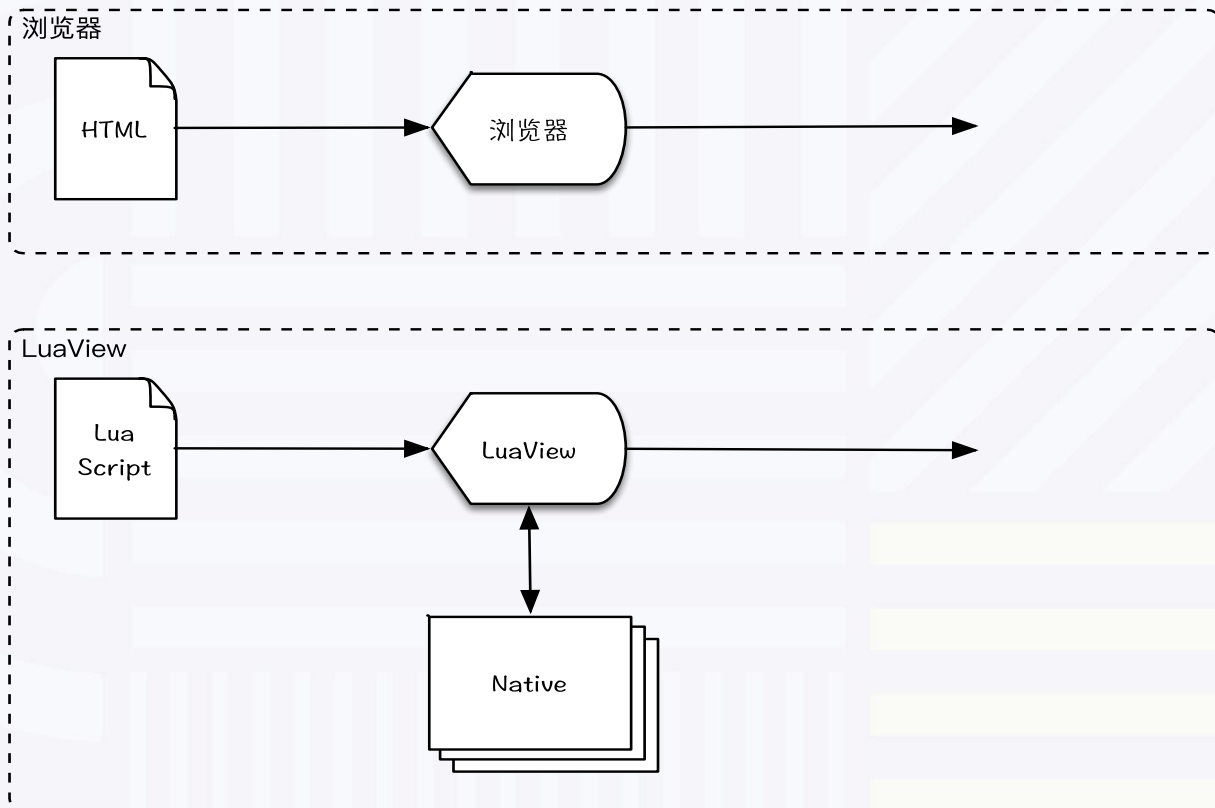 浏览器
HTML
浏览器
LuaView
Lua
Script
LuaView
Native